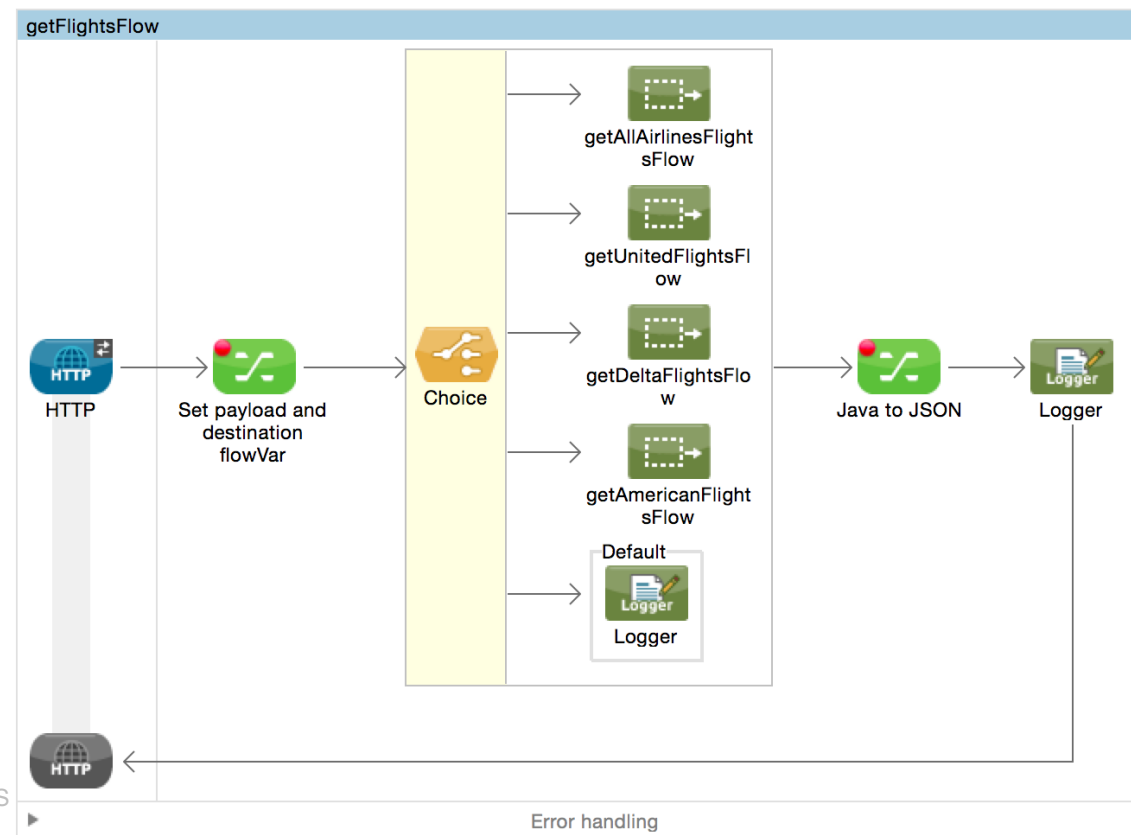 getFlightsFlow
HTTP
HTTP
Set payload and
destination
flowVar
Choice
getAllAirlinesFlight
sFlow
getUnitedFlightsFl
ow
getDeltaFlightsFlo
w
getAmericanFlight
sFlow
Default
Logger
Logger
Java to JSON
Logger
Logger
HTTP
S
Error handling